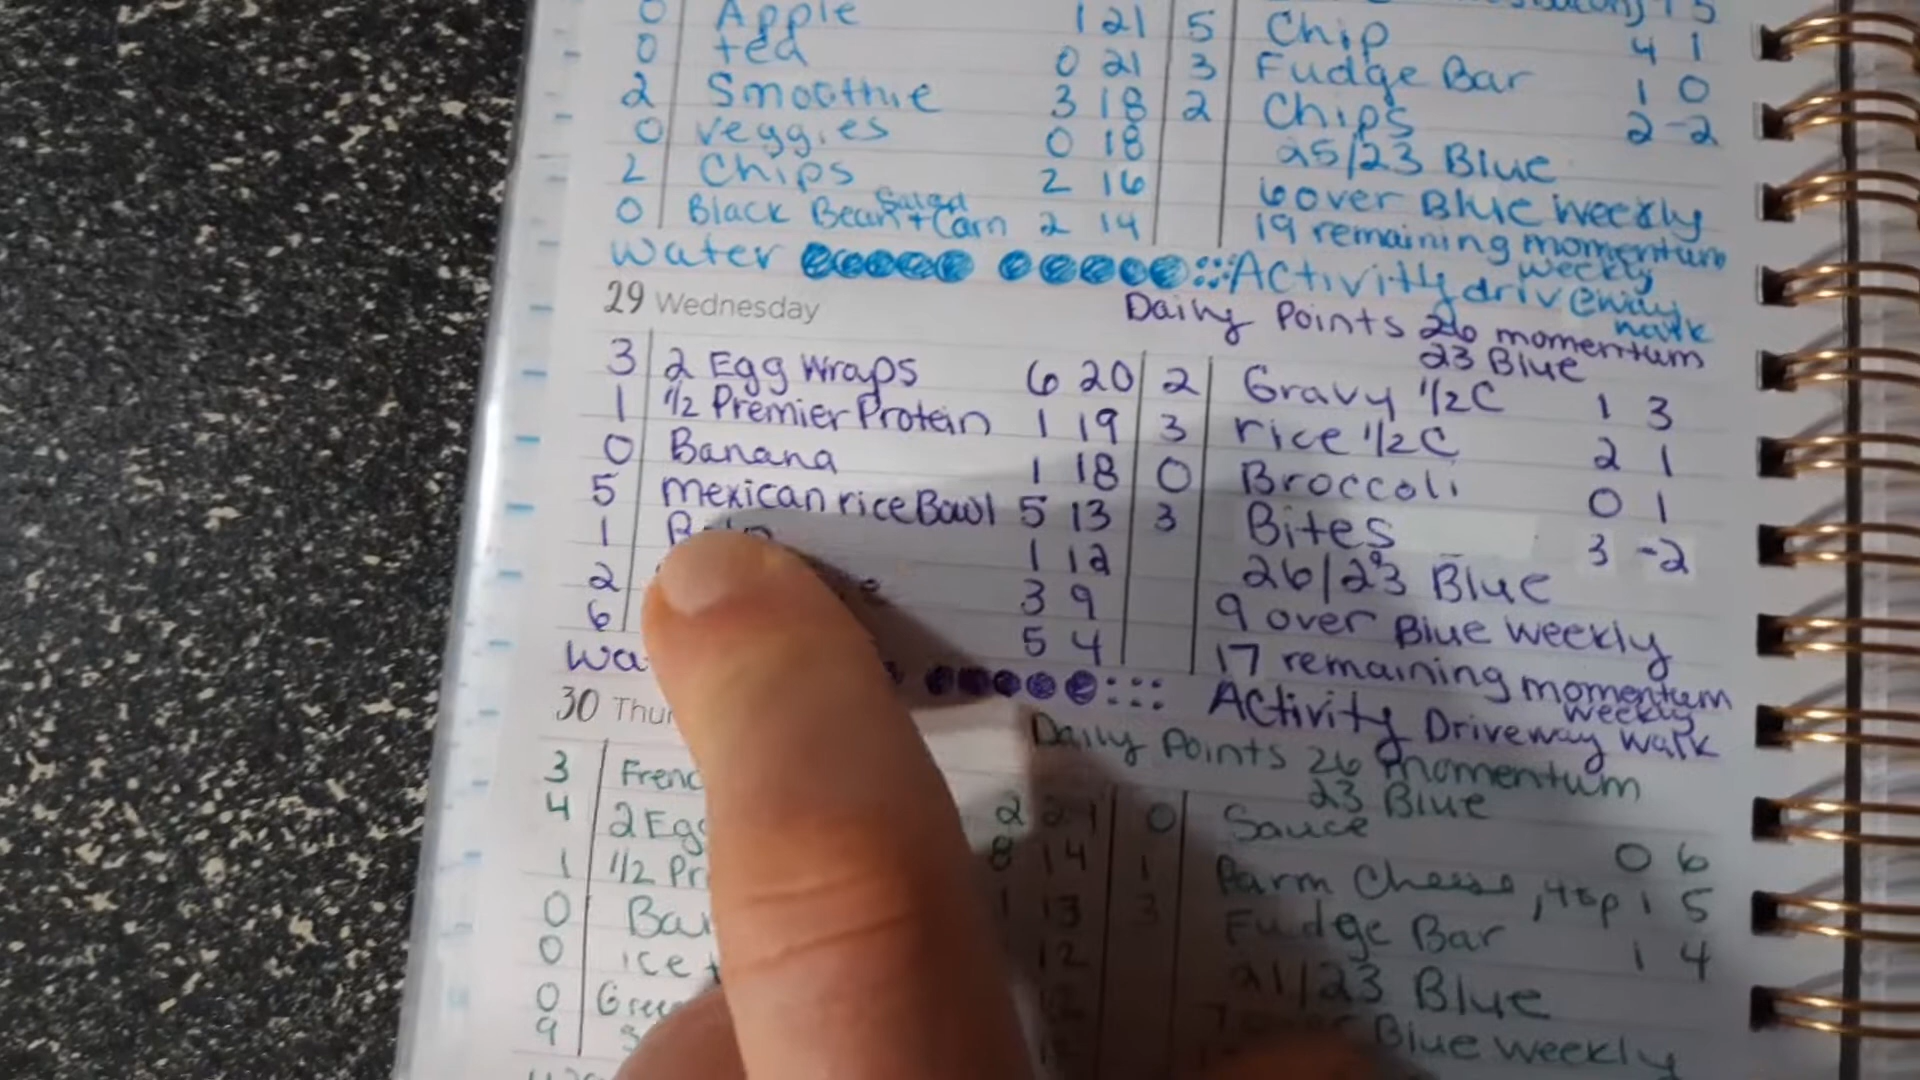 0 Apple 1 21 5 Chip 4 1
0 tea 0 21 3 Fudge Bar 1 0
2 Smoothie 3 18 2 Chips 2 -2
0 veggies 0 18 25/23 Blue
2 Chips 2 16 6 over Blue weekly
0 Black Bean + Corn Salad 2 14 19 remaining momentum weekly
Water Activity driveway walk
29 Wednesday Daily Points 26 momentum
23 Blue
3 2 Egg Wraps 6 20 2 Gravy 1/2 C 1 3
1 1/2 Premier Protein 1 19 3 rice 1/2 C 2 1
0 Banana 1 18 0 Broccoli 0 1
5 mexican rice Bowl 5 13 3 Bites 3 -2
1 1 12 26/23 Blue
2 3 9 9 over Blue weekly
6 5 4 17 remaining momentum weekly
Activity Driveway walk
30 Daily Points 26 momentum
23 Blue
3 2 0 Sauce 0 6
4 2 8 14 1 Parm Cheese, 1 5
1 1/2 1 13 3 Fudge Bar 1 4
0 12 21/23 Blue
0 ice Blue weekly
0
9